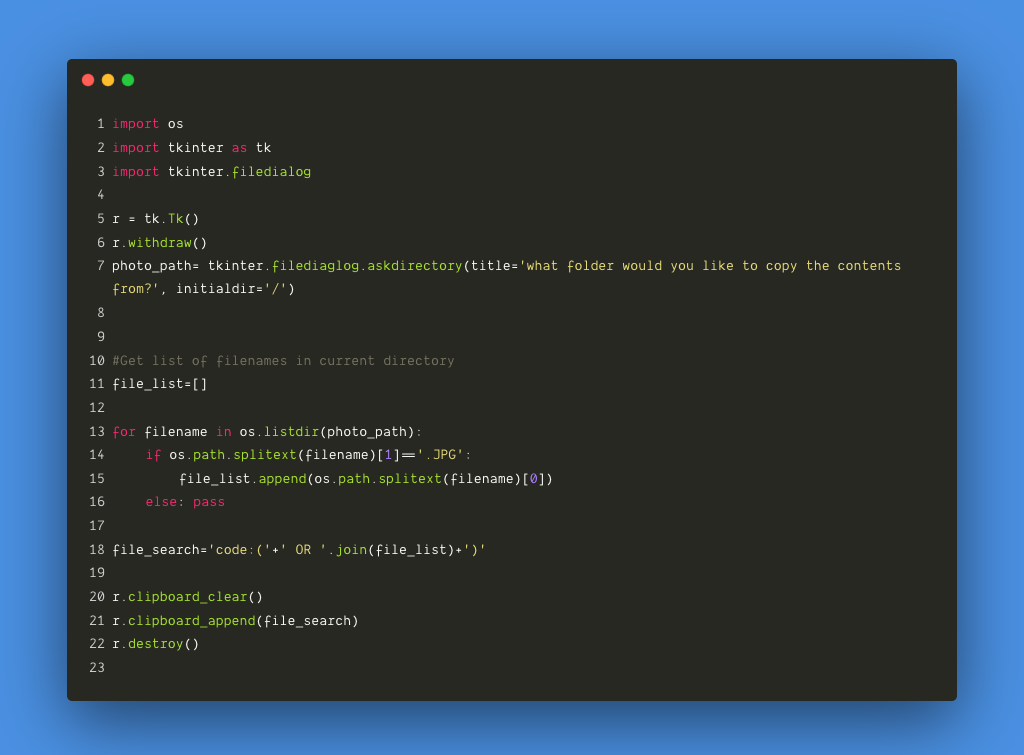 1 import os
2 import tkinter as tk
3 import tkinter.filedialog
4
5 r = tk.Tk()
6 r.withdraw()
7 photo_path= tkinter.filediaglog.askdirectory(title='what folder would you like to copy the contents
from?', initialdir='/')
8
9
10 #Get list of filenames in current directory
11 file_list=[]
12
13 for filename in os.listdir(photo_path):
14     if os.path.splitext(filename)[1]=='.JPG':
15         file_list.append(os.path.splitext(filename)[0])
16     else: pass
17
18 file_search='code:('+' OR '.join(file_list)+')'
19
20 r.clipboard_clear()
21 r.clipboard_append(file_search)
22 r.destroy()
23